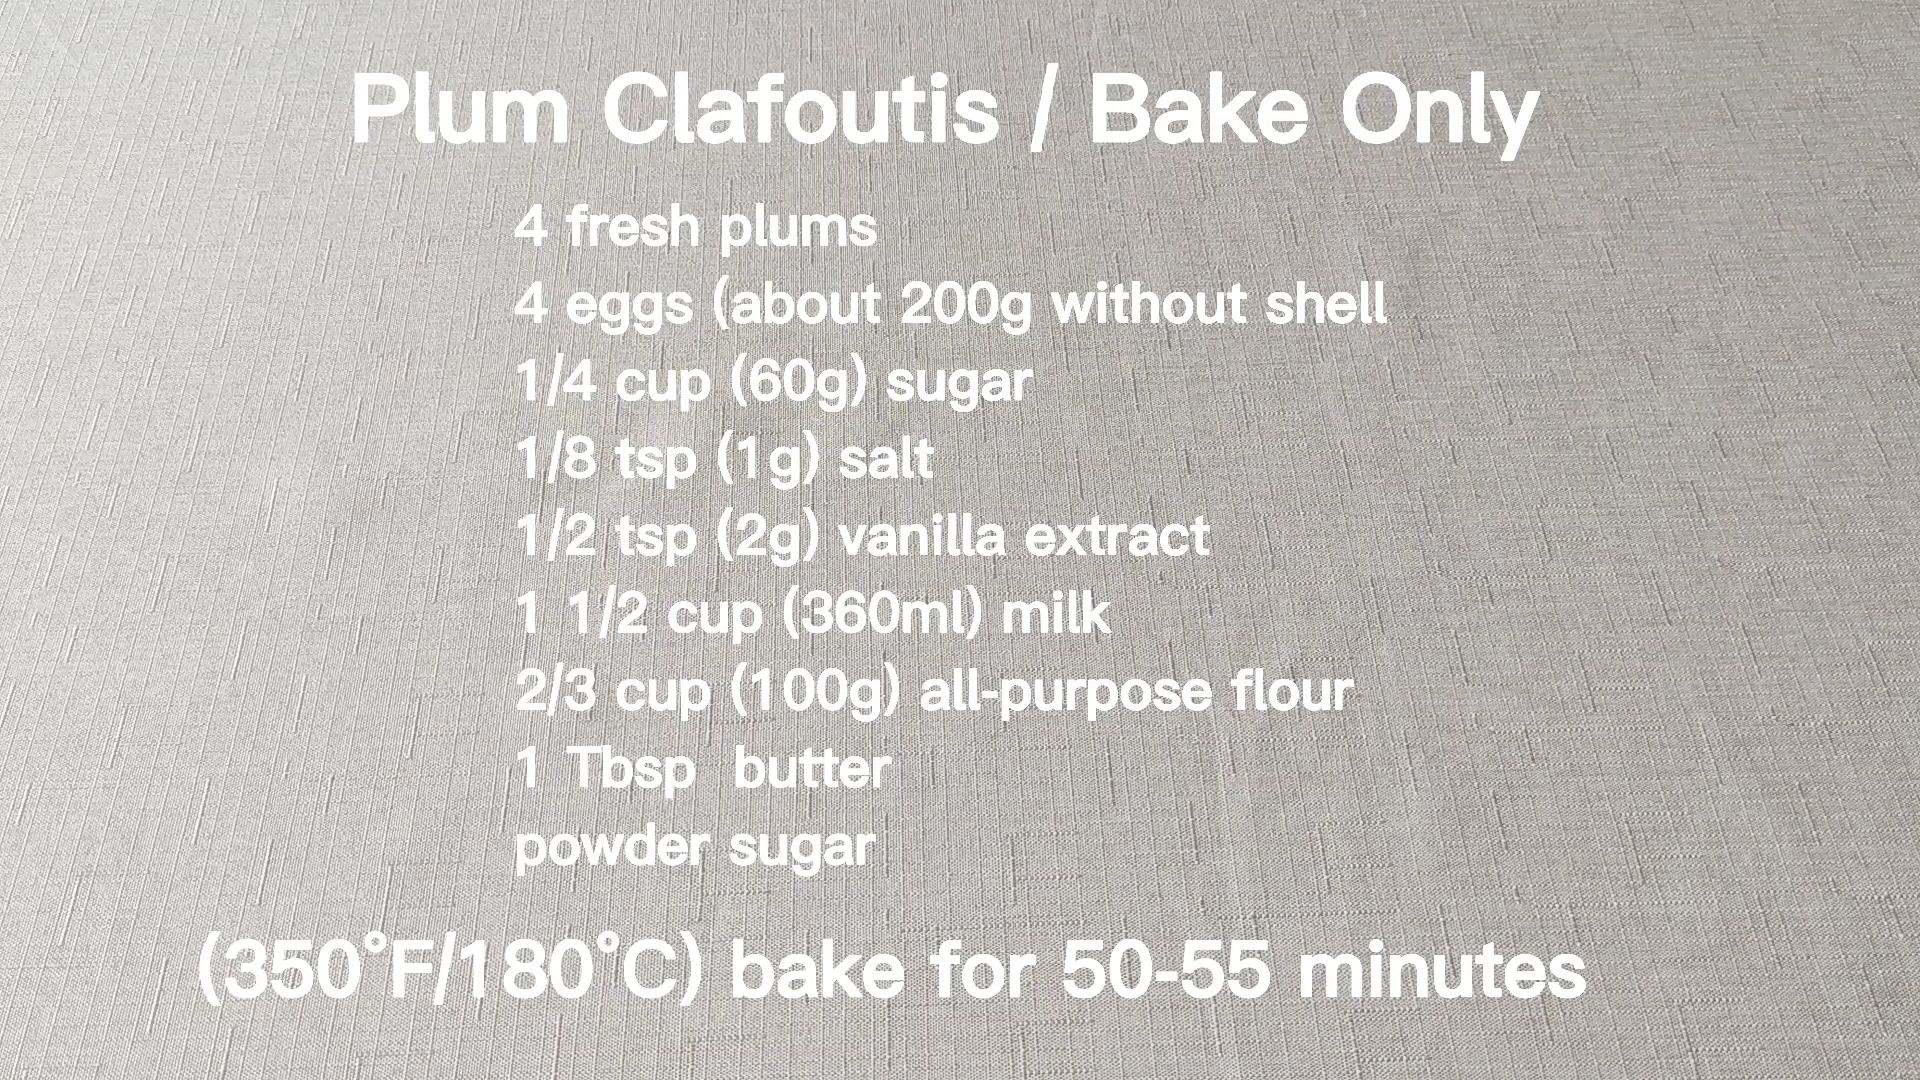 Plum Clafoutis / Bake Only
4 fresh plums
4 eggs (about 200g without shell
1/4 cup (60g) sugar
1/8 tsp (1g) salt
1/2 tsp (2g) vanilla extract
1 1/2 cup (360ml) milk
2/3 cup (100g) all-purpose flour
1 Tbsp butter
powder sugar
(350°F/180°C) bake for 50-55 minutes